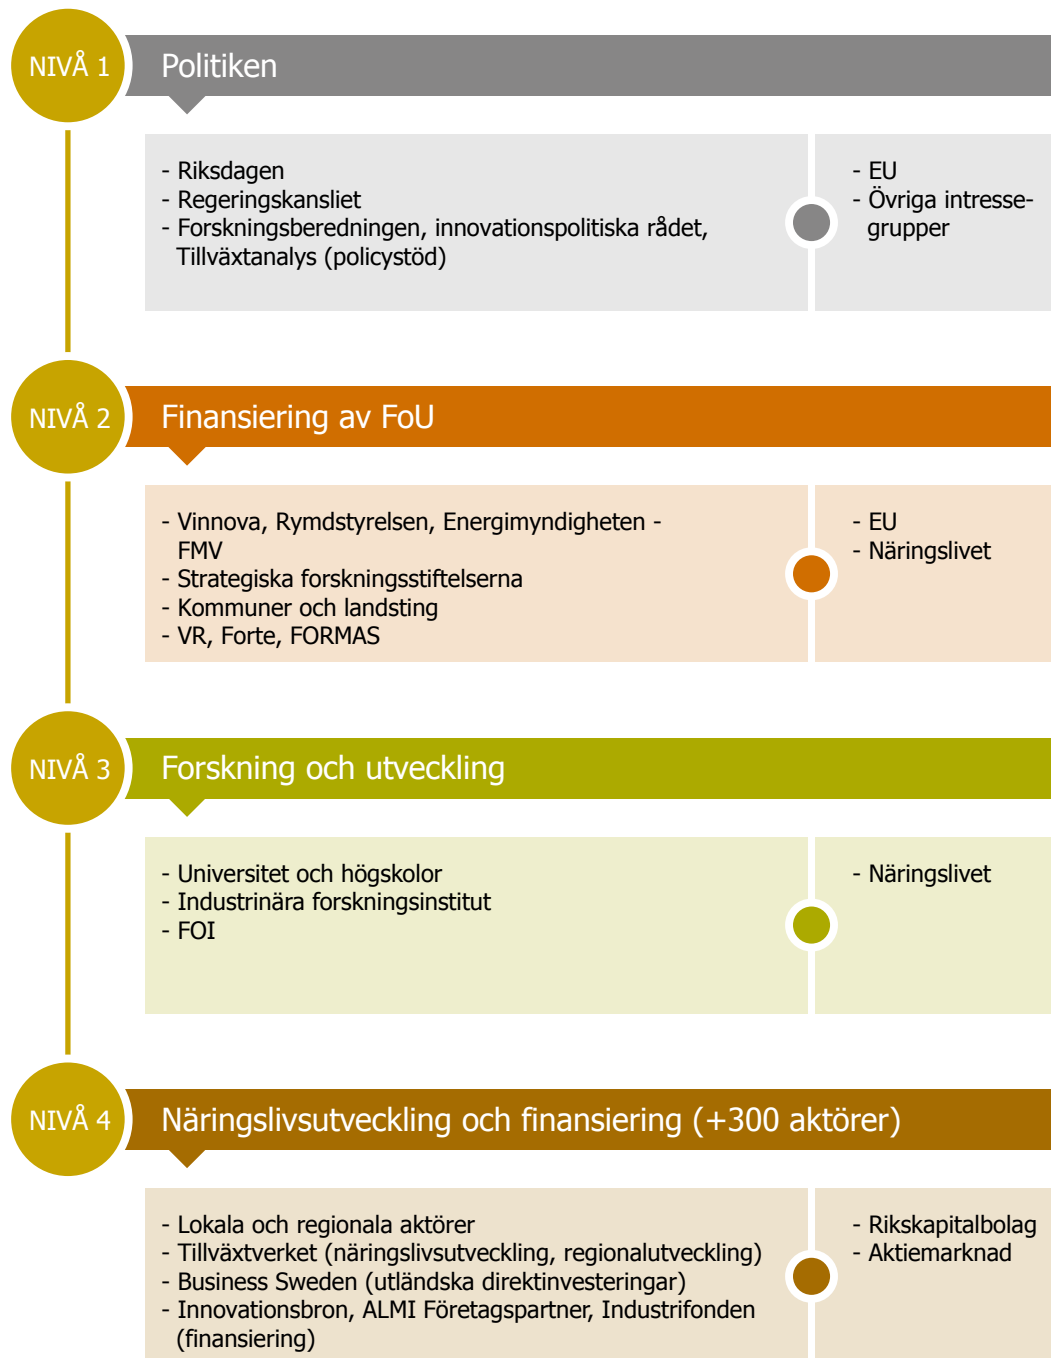 NIVÅ 1
Politiken
- Riksdagen
- Regeringskansliet
- Forskningsberedningen, innovationspolitiska rådet,
Tillväxtanalys (policystöd)
- EU
- Övriga intresse-
grupper
NIVÅ 2
Finansiering av FoU
- Vinnova, Rymdstyrelsen, Energimyndigheten -
FMV
- Strategiska forskningsstiftelserna
- Kommuner och landsting
- VR, Forte, FORMAS
- EU
- Näringslivet
NIVÅ 3
Forskning och utveckling
- Universitet och högskolor
- Industrinära forskningsinstitut
- FOI
- Näringslivet
NIVÅ 4
Näringslivsutveckling och finansiering (+300 aktörer)
- Lokala och regionala aktörer
- Tillväxtverket (näringslivsutveckling, regionalutveckling)
- Business Sweden (utländska direktinvesteringar)
- Innovationsbron, ALMI Företagspartner, Industrifonden
(finansiering)
- Rikskapitalbolag
- Aktiemarknad